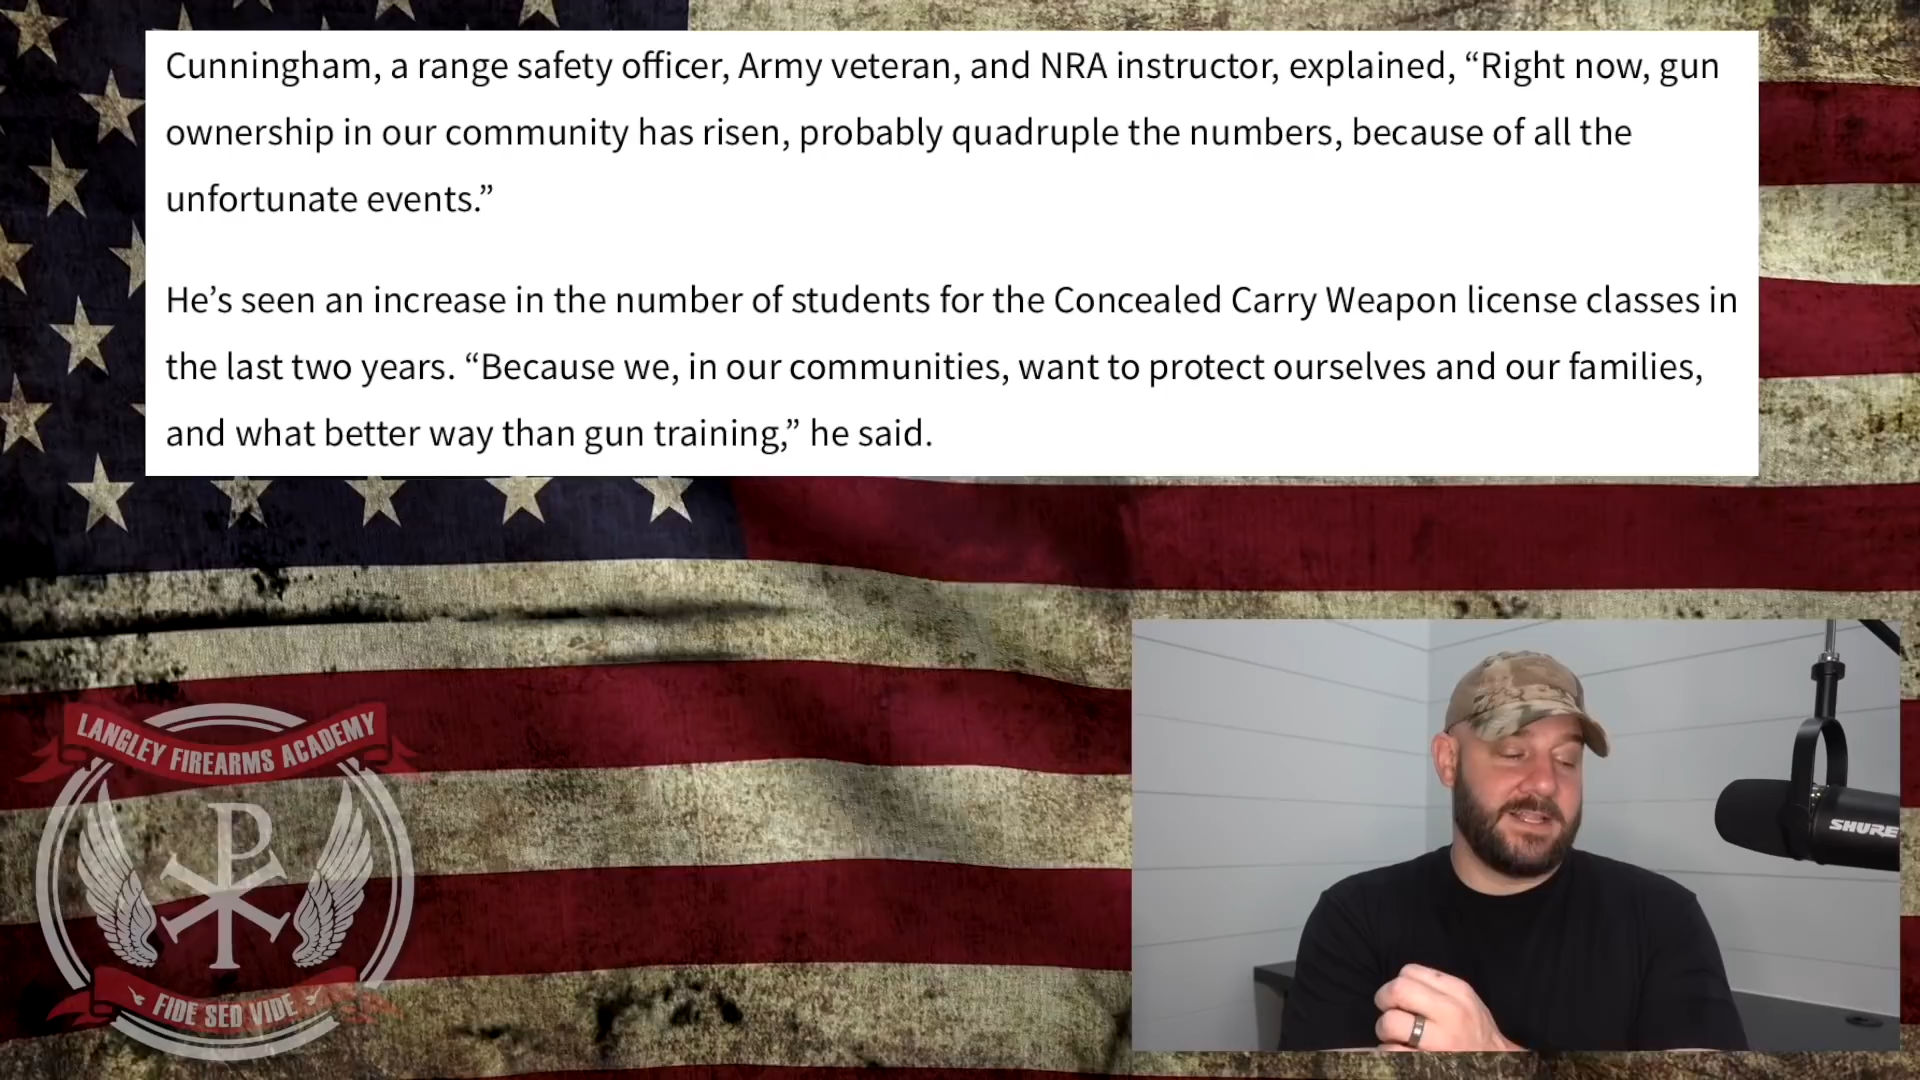 Cunningham, a range safety officer, Army veteran, and NRA instructor, explained, “Right now, gun
ownership in our community has risen, probably quadruple the numbers, because of all the
unfortunate events.”
He’s seen an increase in the number of students for the Concealed Carry Weapon license classes in
the last two years. “Because we, in our communities, want to protect ourselves and our families,
and what better way than gun training,” he said.
LANGLEY FIREARMS ACADEMY
FIDE SED VIDE
SHURE